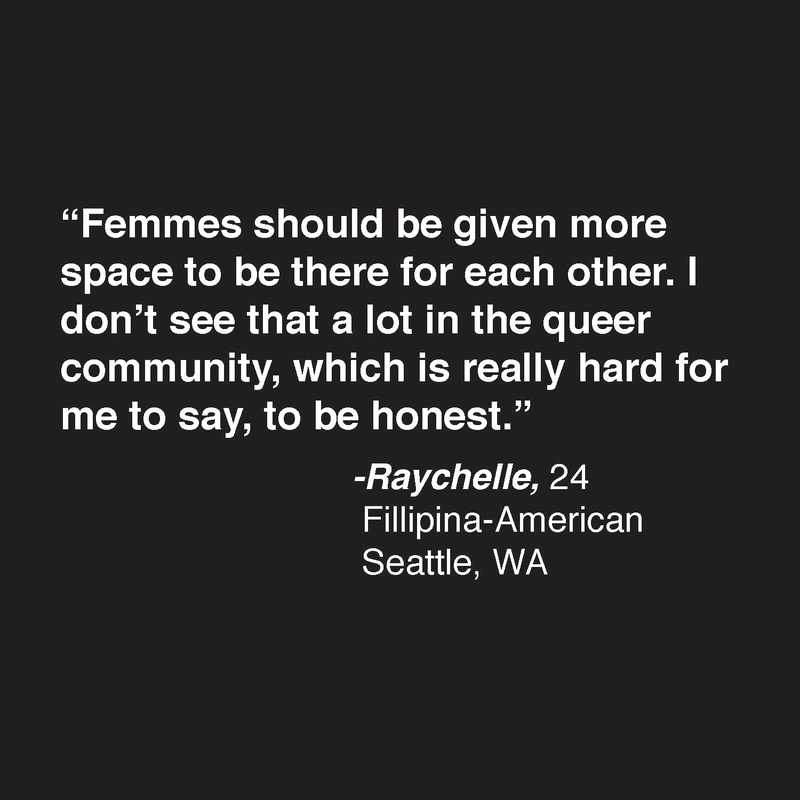 “Femmes should be given more
space to be there for each other. I
don’t see that a lot in the queer
community, which is really hard for
me to say, to be honest.”
-Raychelle, 24
Fillipina-American
Seattle, WA